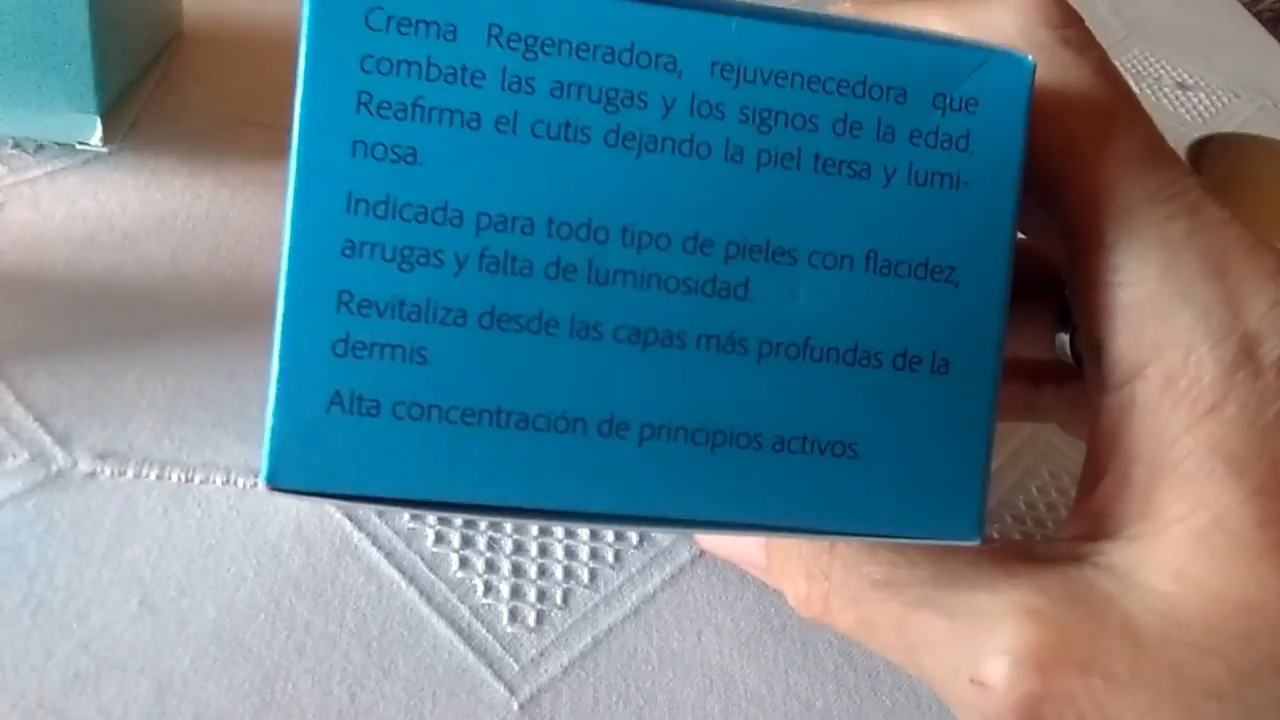 Crema Regeneradora, rejuvenecedora que
combate las arrugas y los signos de la edad.
Reafirma el cutis dejando la piel tersa y lumi-
nosa.
Indicada para todo tipo de pieles con flacidez,
arrugas y falta de luminosidad.
Revitaliza desde las capas más profundas de la
dermis.
Alta concentración de principios activos.